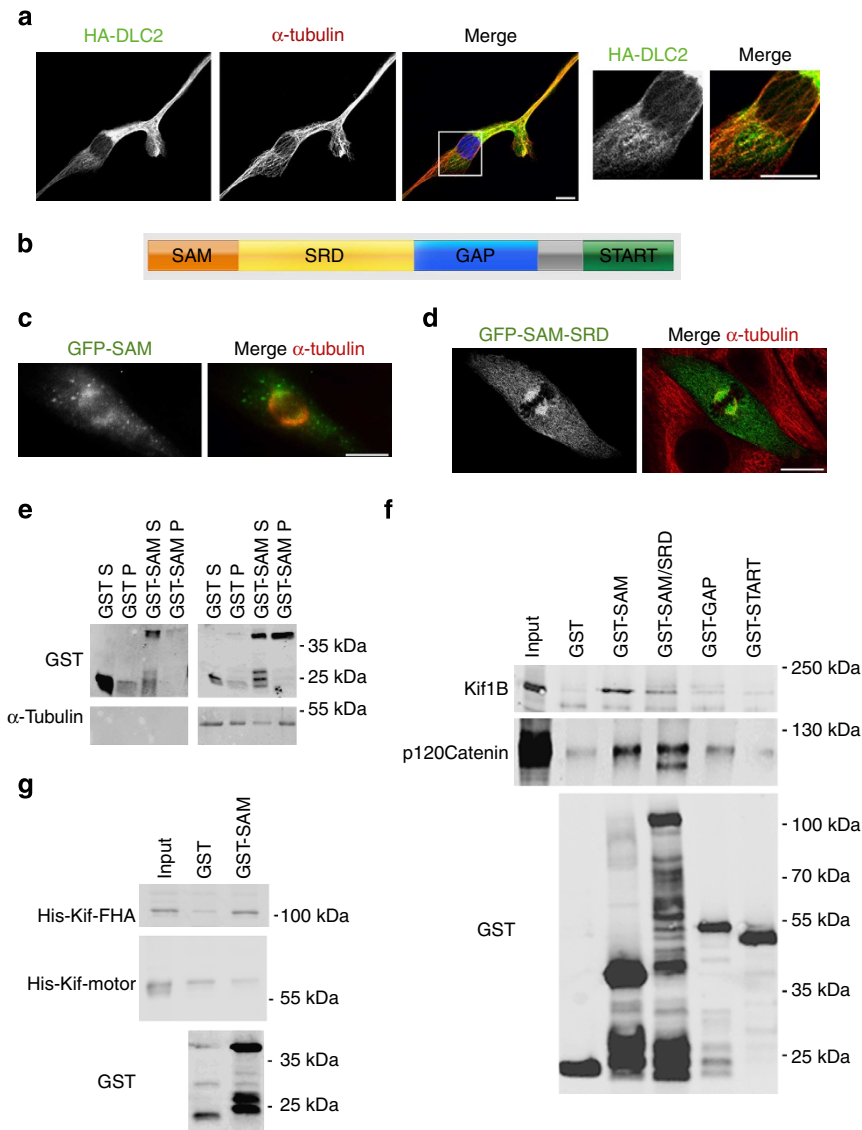 a
HA-DLC2
α-tubulin
Merge
HA-DLC2
Merge
b
SAM
SRD
GAP
START
c
GFP-SAM
Merge α-tubulin
d
GFP-SAM-SRD
Merge α-tubulin
e
GST S
GST P
GST-SAM S
GST-SAM P
GST S
GST P
GST-SAM S
GST-SAM P
GST
- 35 kDa
- 25 kDa
α-Tubulin
- 55 kDa
f
Input
GST
GST-SAM
GST-SAM/SRD
GST-GAP
GST-START
Kif1B
- 250 kDa
p120Catenin
- 130 kDa
GST
- 100 kDa
- 70 kDa
- 55 kDa
- 35 kDa
- 25 kDa
g
Input
GST
GST-SAM
His-Kif-FHA
-100 kDa
His-Kif-motor
- 55 kDa
GST
- 35 kDa
- 25 kDa